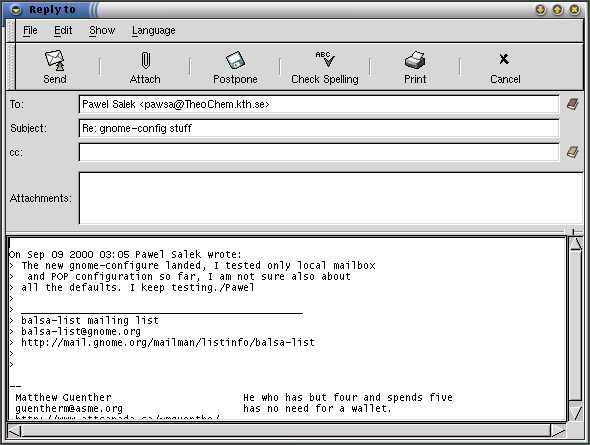 Reply to
File Edit Show Language
ABC
Send Attach Postpone Check Spelling Print Cancel
To: Pawel Salek <pawsa@TheoChem.kth.se>
Subject: Re: gnome-config stuff
cc:
Attachments:
On Sep 09 2000 03:05 Pawel Salek wrote:
> The new gnome-configure landed, I tested only local mailbox
> and POP configuration so far, I am not sure also about
> all the defaults. I keep testing./Pawel
>
> _______________________________________________
> balsa-list mailing list
> balsa-list@gnome.org
> http://mail.gnome.org/mailman/listinfo/balsa-list
>
>
--
Matthew Guenther He who has but four and spends five
guentherm@asme.org has no need for a wallet.